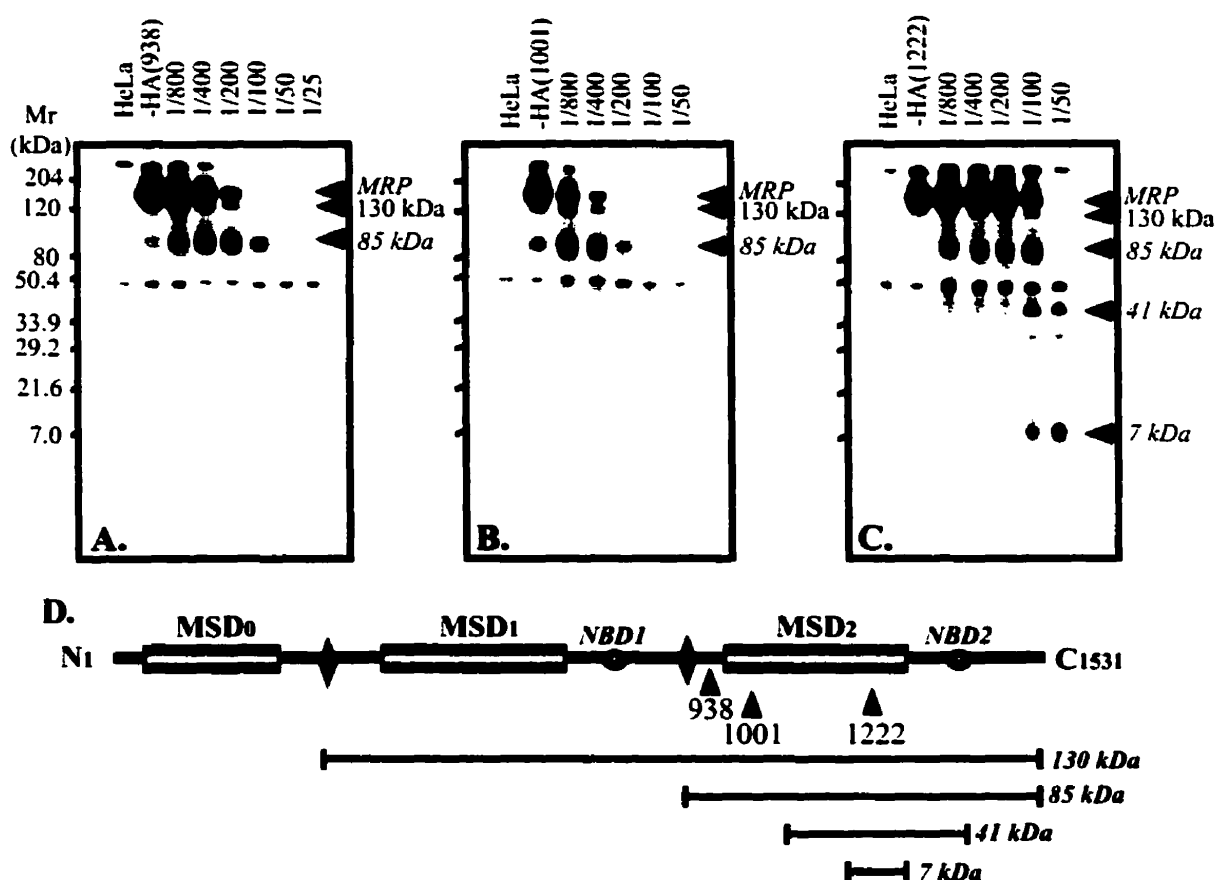 HeLa
-HA(938)
1/800
1/400
1/200
1/100
1/50
1/25
HeLa
-HA(1001)
1/800
1/400
1/200
1/100
1/50
HeLa
-HA(1222)
1/800
1/400
1/200
1/100
1/50
Mr
(kDa)
204
120
80
50.4
33.9
29.2
21.6
7.0
MRP
130 kDa
85 kDa
MRP
130 kDa
85 kDa
MRP
130 kDa
85 kDa
41 kDa
7 kDa
A.
B.
C.
D.
MSD0
MSD1
NBD1
MSD2
NBD2
N1
C1531
938
1001
1222
130 kDa
85 kDa
41 kDa
7 kDa